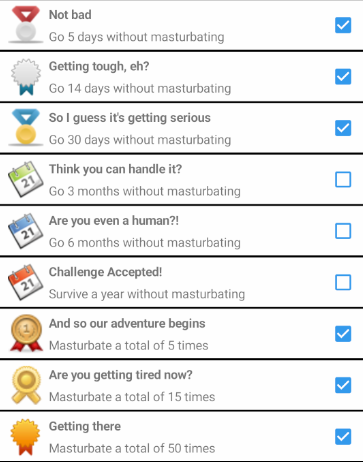 Not bad
Go 5 days without masturbating
Getting tough, eh?
Go 14 days without masturbating
So I guess it's getting serious
Go 30 days without masturbating
Think you can handle it?
21
Go 3 months without masturbating
Are you even a human?!
21
Go 6 months without masturbating
Challenge Accepted!
21
Survive a year without masturbating
And so our adventure begins
1
Masturbate a total of 5 times
Are you getting tired now?
Masturbate a total of 15 times
Getting there
Masturbate a total of 50 times